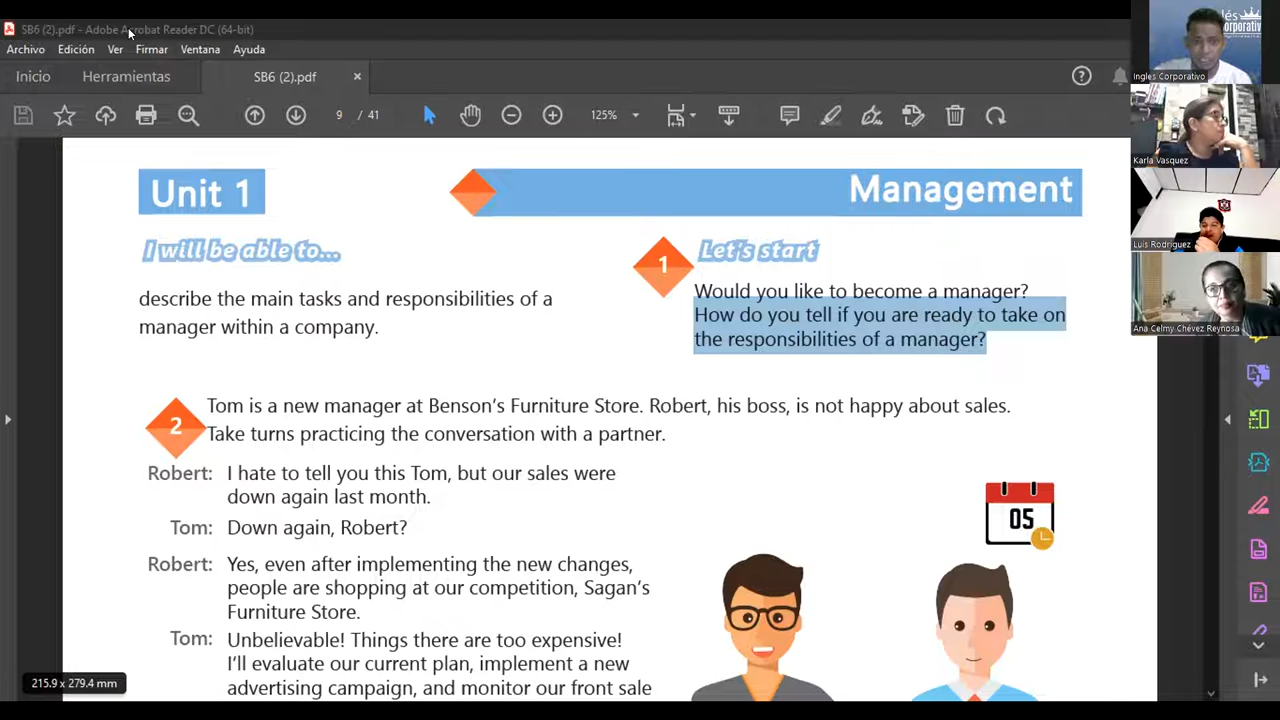 SB6 (2).pdf - Adobe Acrobat Reader DC (64-bit)
Archivo Edición Ver Firmar Ventana Ayuda
Inicio Herramientas SB6 (2).pdf ×
9 / 41 125%
Unit 1
Management
I will be able to...
describe the main tasks and responsibilities of a
manager within a company.
1
Let's start
Would you like to become a manager?
How do you tell if you are ready to take on
the responsibilities of a manager?
2
Tom is a new manager at Benson's Furniture Store. Robert, his boss, is not happy about sales.
Take turns practicing the conversation with a partner.
Robert: I hate to tell you this Tom, but our sales were
down again last month.
Tom: Down again, Robert?
Robert: Yes, even after implementing the new changes,
people are shopping at our competition, Sagan's
Furniture Store.
Tom: Unbelievable! Things there are too expensive!
I'll evaluate our current plan, implement a new
advertising campaign, and monitor our front sale
05
215.9 x 279.4 mm
Ingles Corporativo
Karla Vasquez
Luis Rodriguez
Ana Celmy Chévez Reynosa